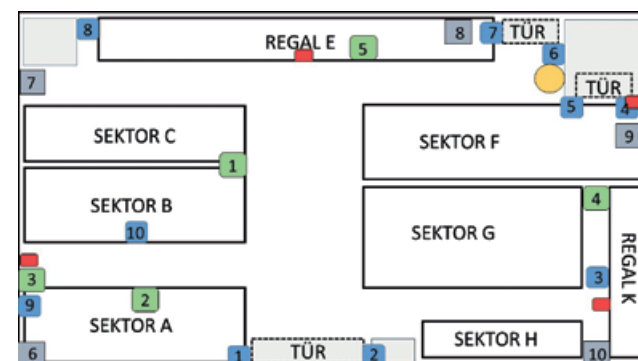 8
REGAL E
5
8
7
TÜR
6
7
TÜR
5
4
9
SEKTOR C
SEKTOR F
1
SEKTOR B
10
4
SEKTOR G
REGAL K
3
3
9
2
SEKTOR A
6
1
TÜR
2
SEKTOR H
10